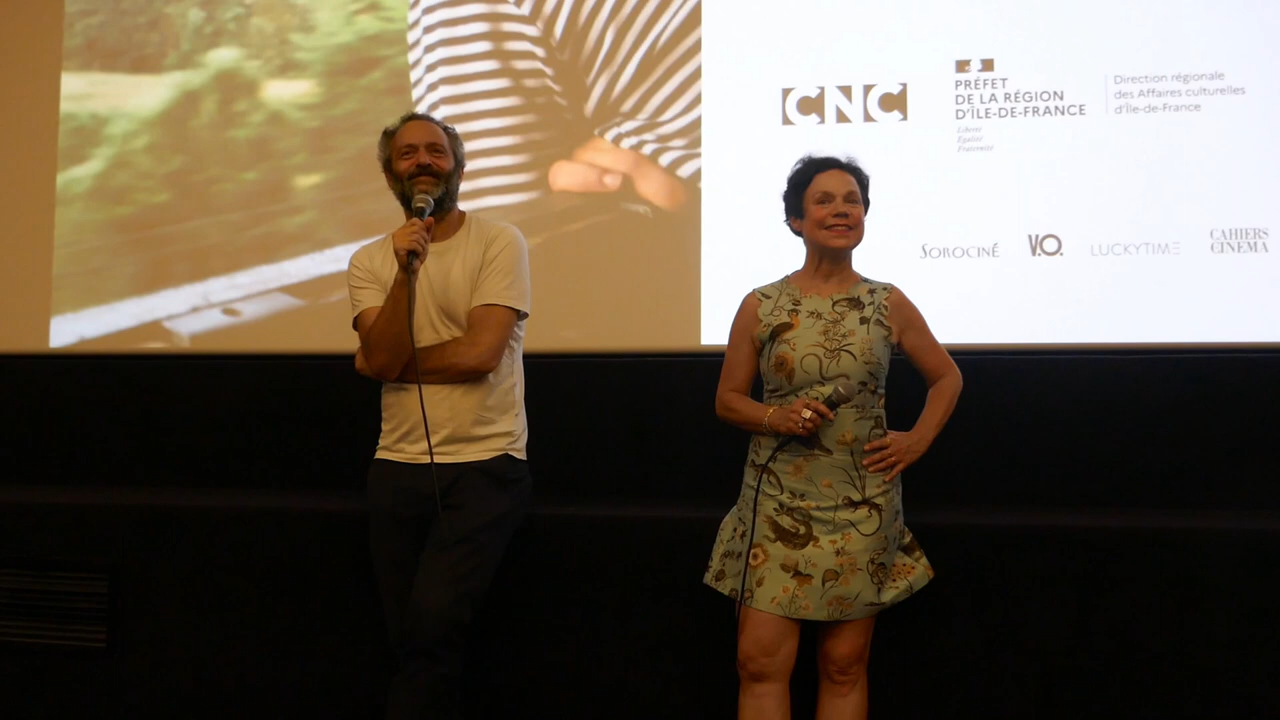 CNC
PRÉFET
DE LA RÉGION
D'ÎLE-DE-FRANCE
Liberté
Égalité
Fraternité
Direction régionale
des Affaires culturelles
d'Île-de-France
SOROCINÉ
V.O.
LUCKYTIME
CAHIERS
CINEMA